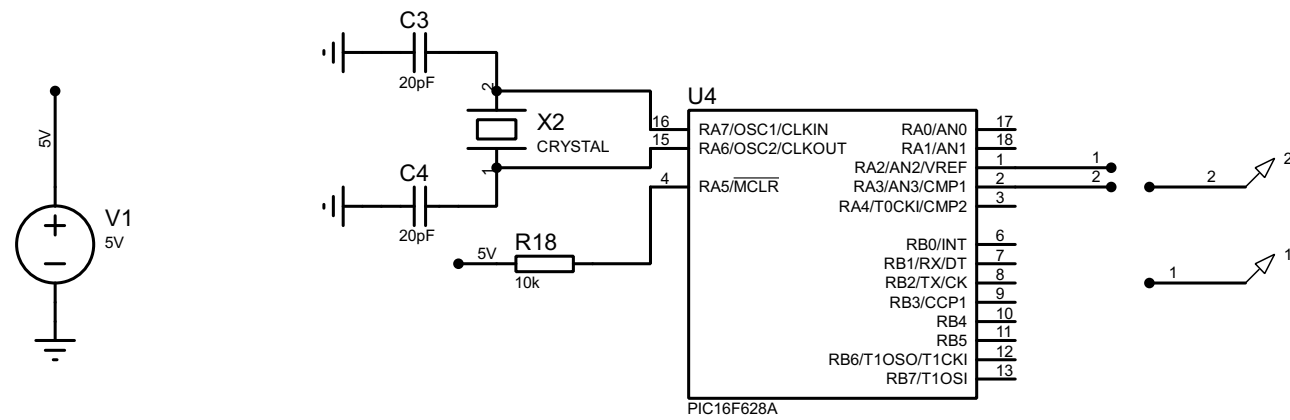 5V
V1
5V
C3
20pF
2
X2
CRYSTAL
1
C4
20pF
5V
R18
10k
U4
16 RA7/OSC1/CLKIN
15 RA6/OSC2/CLKOUT
4 RA5/MCLR
RA0/AN0 17
RA1/AN1 18
RA2/AN2/VREF 1 1
RA3/AN3/CMP1 2 2
RA4/T0CKI/CMP2 3
RB0/INT 6
RB1/RX/DT 7
RB2/TX/CK 8
RB3/CCP1 9
RB4 10
RB5 11
RB6/T1OSO/T1CKI 12
RB7/T1OSI 13
PIC16F628A
2 2
1 1